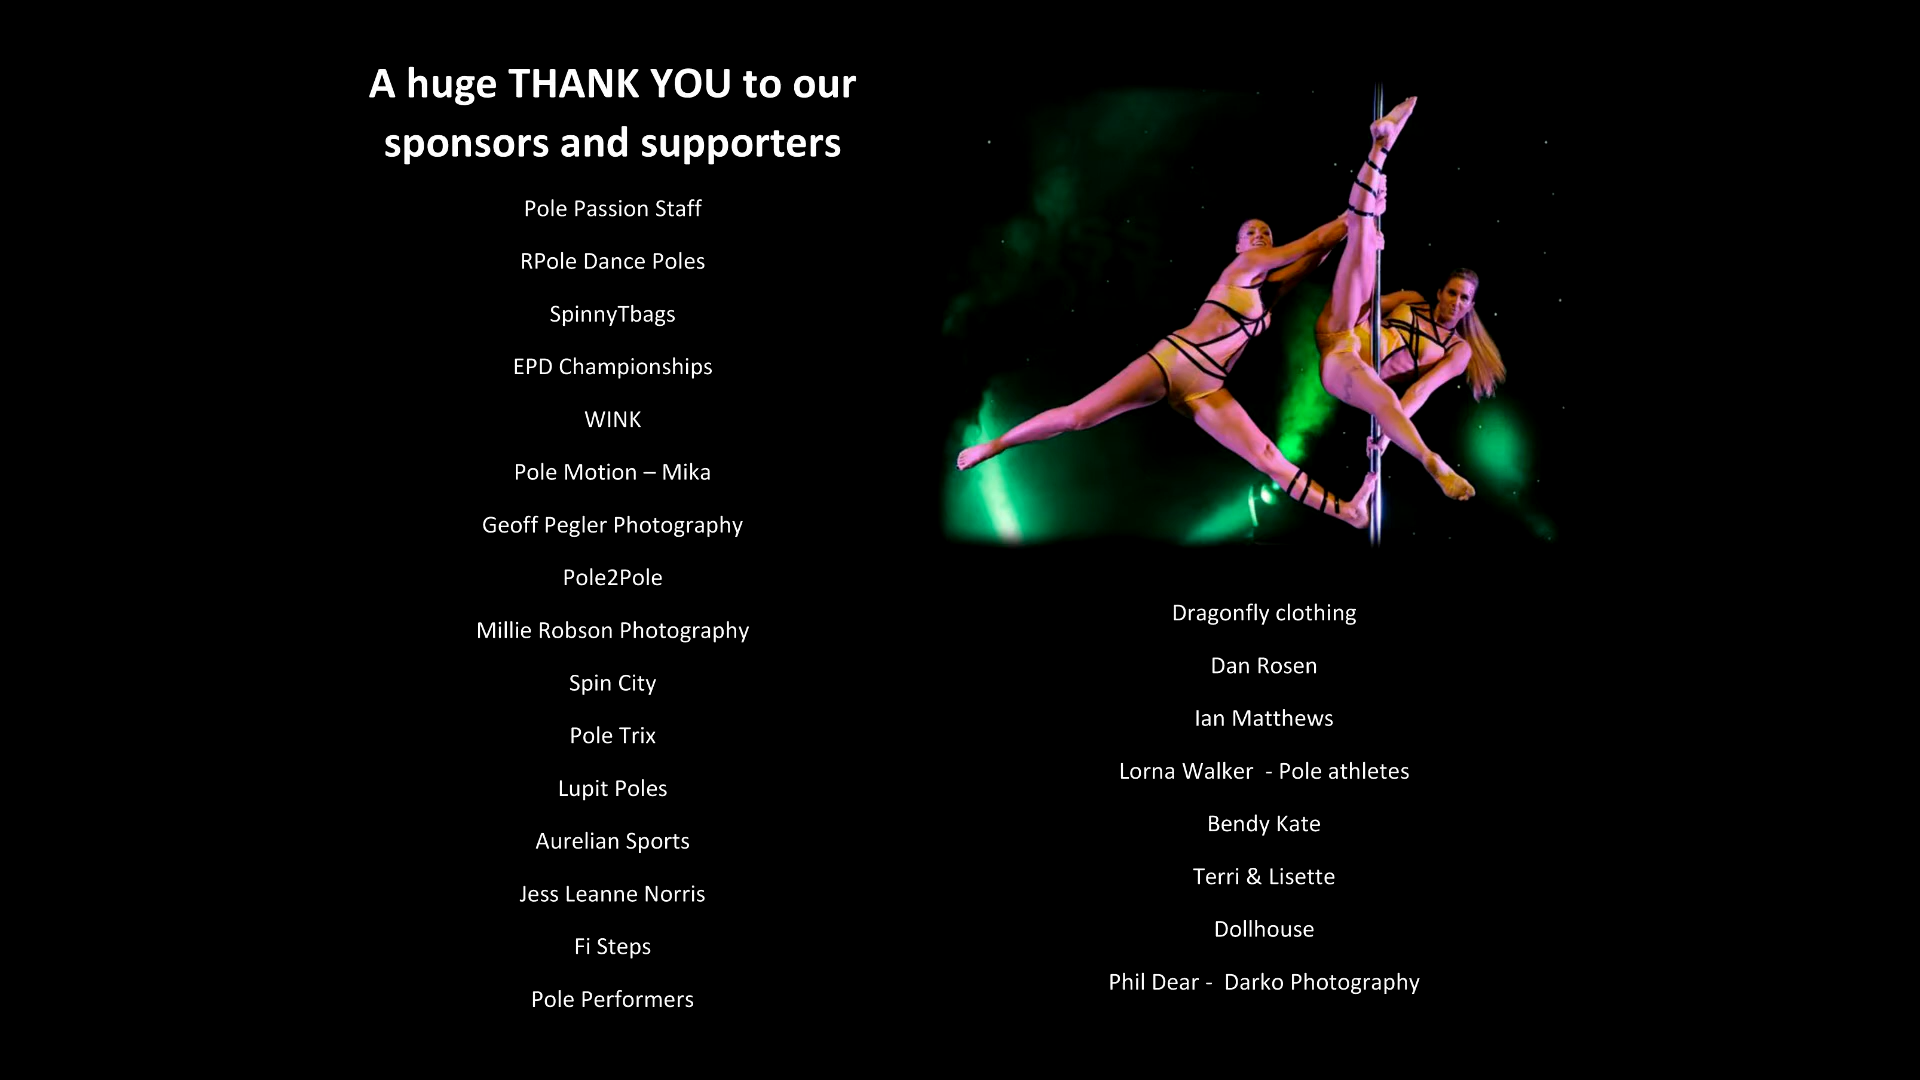 A huge THANK YOU to our
sponsors and supporters
Pole Passion Staff
RPole Dance Poles
SpinnyTbags
EPD Championships
WINK
Pole Motion – Mika
Geoff Pegler Photography
Pole2Pole
Millie Robson Photography
Spin City
Pole Trix
Lupit Poles
Aurelian Sports
Jess Leanne Norris
Fi Steps
Pole Performers
Dragonfly clothing
Dan Rosen
Ian Matthews
Lorna Walker  - Pole athletes
Bendy Kate
Terri & Lisette
Dollhouse
Phil Dear -  Darko Photography